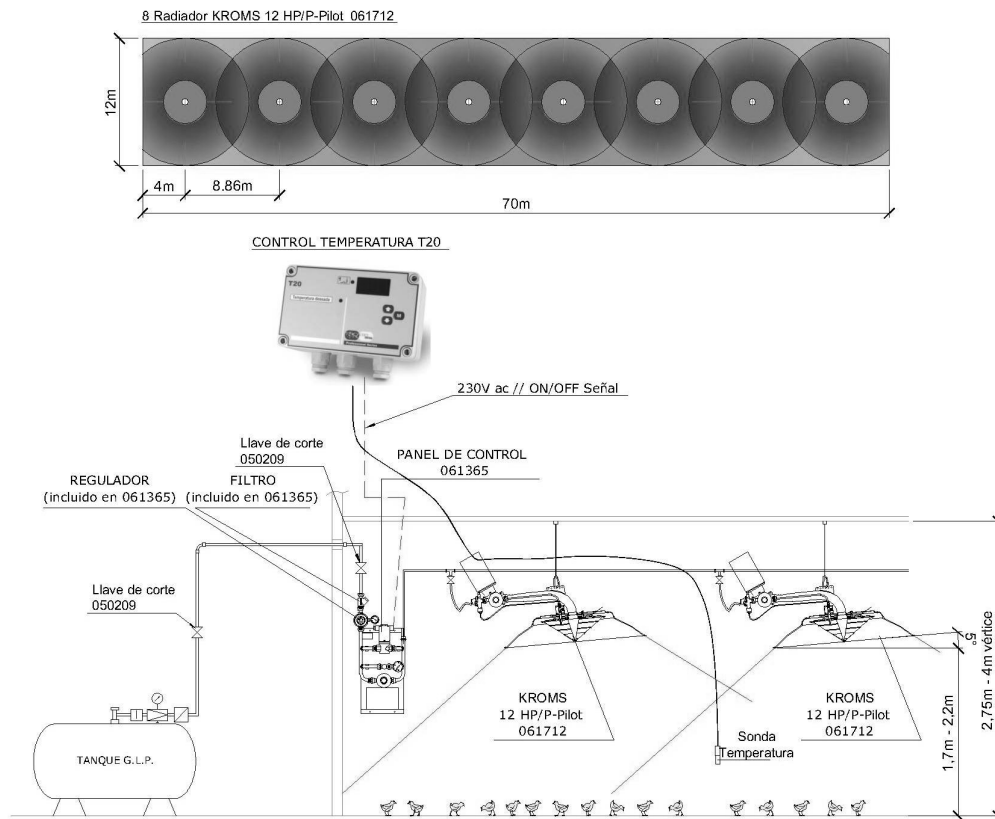 8 Radiador KROMS 12 HP/P-Pilot 061712
12m
4m
8.86m
70m
CONTROL TEMPERATURA T20
T20
230V ac // ON/OFF Señal
Llave de corte
050209
PANEL DE CONTROL
061365
REGULADOR
(incluido en 061365)
FILTRO
(incluido en 061365)
Llave de corte
050209
TANQUE G.L.P.
KROMS
12 HP/P-Pilot
061712
Sonda
Temperatura
KROMS
12 HP/P-Pilot
061712
5°
1,7m - 2,2m
2,75m - 4m vértice